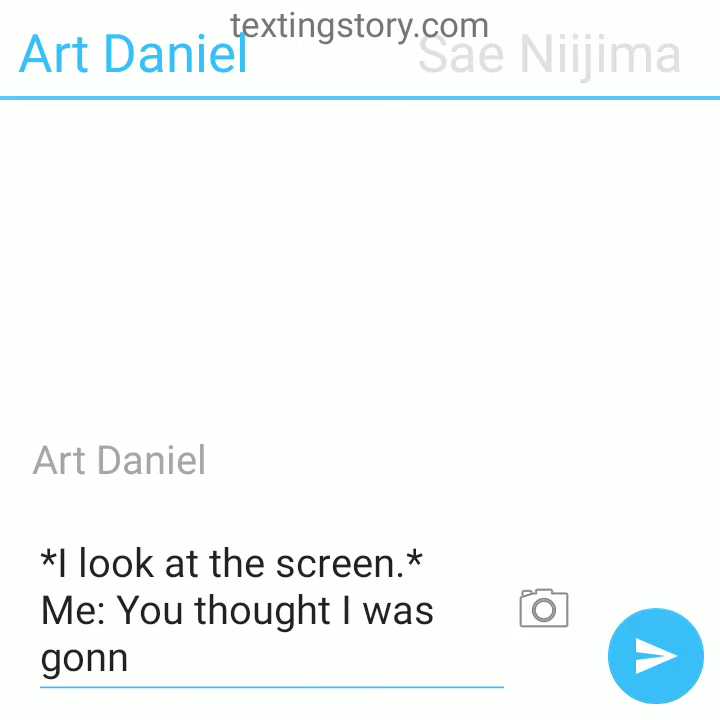 textingstory.com
Art Daniel
Sae Niijima
Art Daniel
*I look at the screen.*
Me: You thought I was
gonn